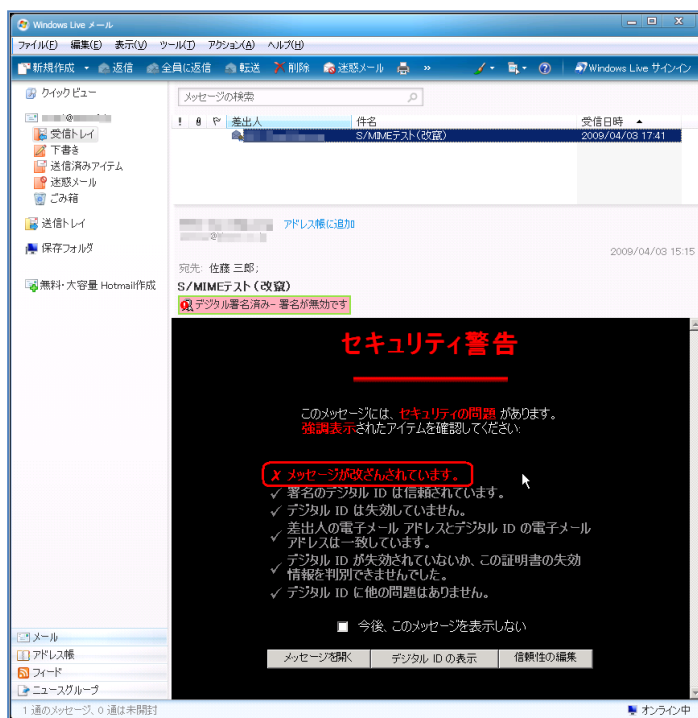 Windows Live メール
ファイル(F) 編集(E) 表示(V) ツール(T) アクション(A) ヘルプ(H)
新規作成 返信 全員に返信 転送 削除 迷惑メール » Windows Live サインイン
クイック ビュー
メッセージの検索
@
! 差出人 件名 受信日時
受信トレイ
S/MIMEテスト(改竄) 2009/04/03 17:41
下書き
送信済みアイテム
迷惑メール
ごみ箱
送信トレイ
保存フォルダ
無料・大容量 Hotmail作成
アドレス帳に追加
@
2009/04/03 15:15
宛先: 佐藤 三郎;
S/MIMEテスト(改竄)
デジタル署名済み- 署名が無効です
セキュリティ警告
このメッセージには、セキュリティの問題 があります。
強調表示されたアイテムを確認してください:
✗ メッセージが改ざんされています。
✓ 署名のデジタル ID は信頼されています。
✓ デジタル ID は失効していません。
✓ 差出人の電子メール アドレスとデジタル ID の電子メール
アドレスは一致しています。
✓ デジタル ID が失効されていないか、この証明書の失効
情報を判別できませんでした。
✓ デジタル ID に他の問題はありません。
今後、このメッセージを表示しない
メッセージを開く デジタル ID の表示 信頼性の編集
メール
アドレス帳
フィード
ニュースグループ
1 通のメッセージ、0 通は未開封
オンライン中